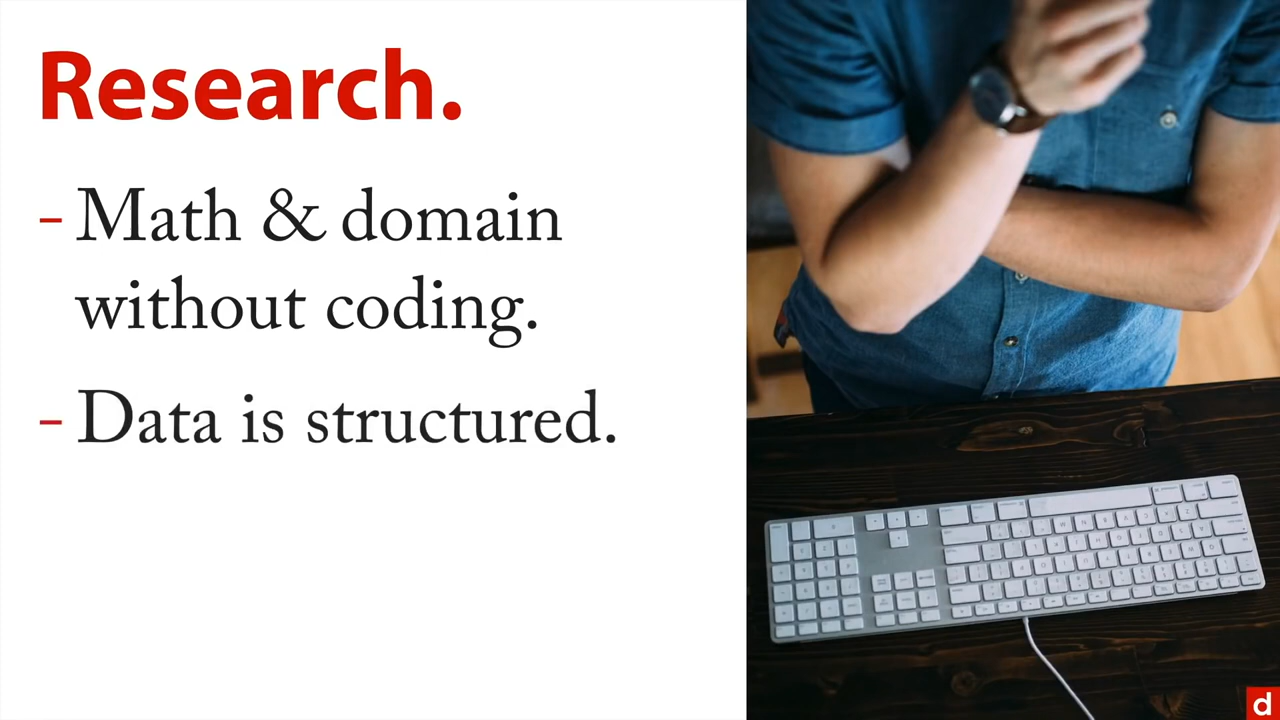 Research.
- Math & domain
without coding.
- Data is structured.
d